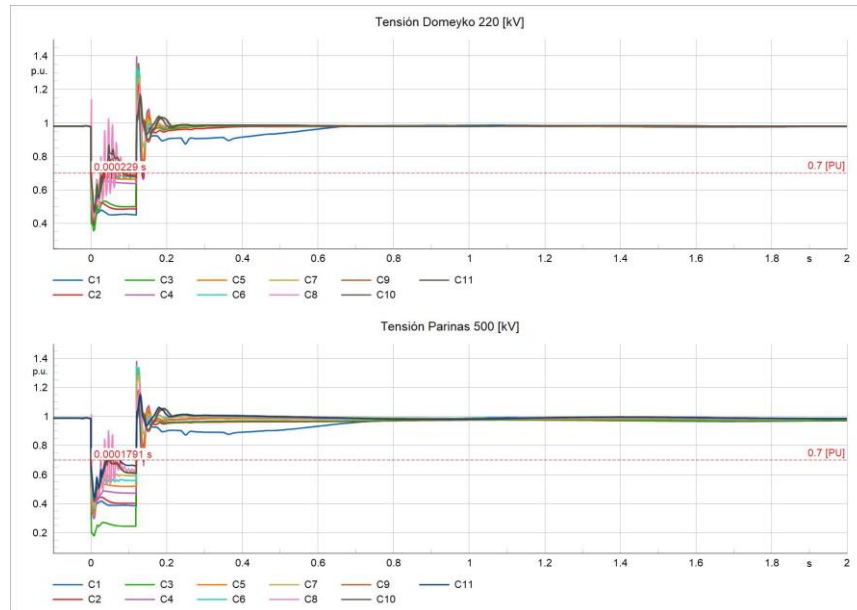 Tensión Domeyko 220 [kV]
1.4
p.u.
1.2
1
0.8
0.000229 s
0.7 [PU]
0.6
0.4
0 0.2 0.4 0.6 0.8 1 1.2 1.4 1.6 1.8 s 2
C1 C3 C5 C7 C9 C11
C2 C4 C6 C8 C10
Tensión Parinas 500 [kV]
1.4
p.u.
1.2
1
0.8
0.0001791 s
0.7 [PU]
0.6
0.4
0.2
0 0.2 0.4 0.6 0.8 1 1.2 1.4 1.6 1.8 s 2
C1 C3 C5 C7 C9 C11
C2 C4 C6 C8 C10